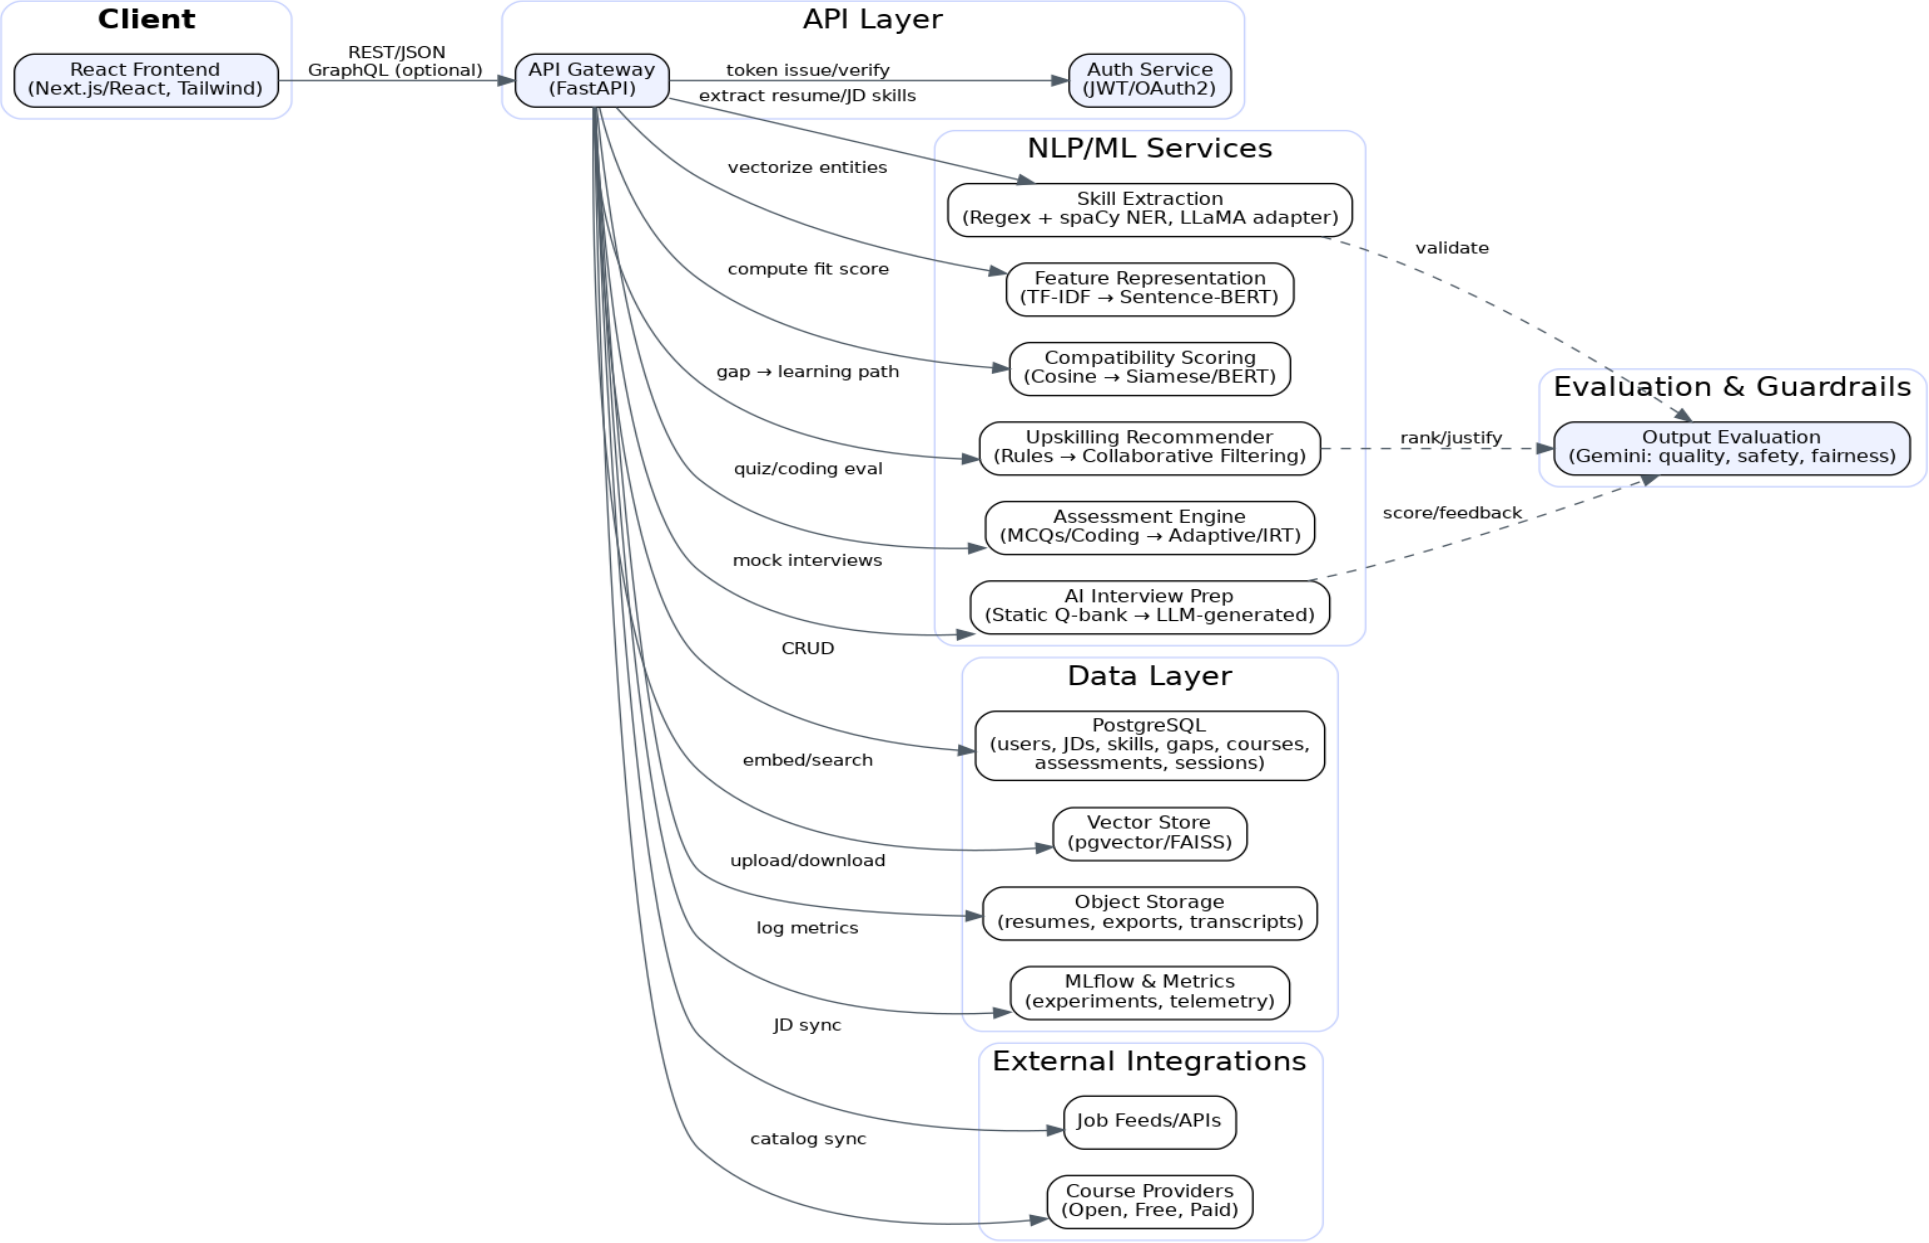 Client
React Frontend
(Next.js/React, Tailwind)
REST/JSON
GraphQL (optional)
API Layer
API Gateway
(FastAPI)
token issue/verify
Auth Service
(JWT/OAuth2)
extract resume/JD skills
NLP/ML Services
vectorize entities
Skill Extraction
(Regex + spaCy NER, LLaMA adapter)
validate
compute fit score
Feature Representation
(TF-IDF → Sentence-BERT)
gap → learning path
Compatibility Scoring
(Cosine → Siamese/BERT)
Evaluation & Guardrails
Upskilling Recommender
(Rules → Collaborative Filtering)
rank/justify
Output Evaluation
(Gemini: quality, safety, fairness)
quiz/coding eval
Assessment Engine
(MCQs/Coding → Adaptive/IRT)
score/feedback
mock interviews
AI Interview Prep
(Static Q-bank → LLM-generated)
CRUD
Data Layer
PostgreSQL
(users, JDs, skills, gaps, courses,
assessments, sessions)
embed/search
Vector Store
(pgvector/FAISS)
upload/download
Object Storage
(resumes, exports, transcripts)
log metrics
MLflow & Metrics
(experiments, telemetry)
JD sync
External Integrations
Job Feeds/APIs
catalog sync
Course Providers
(Open, Free, Paid)